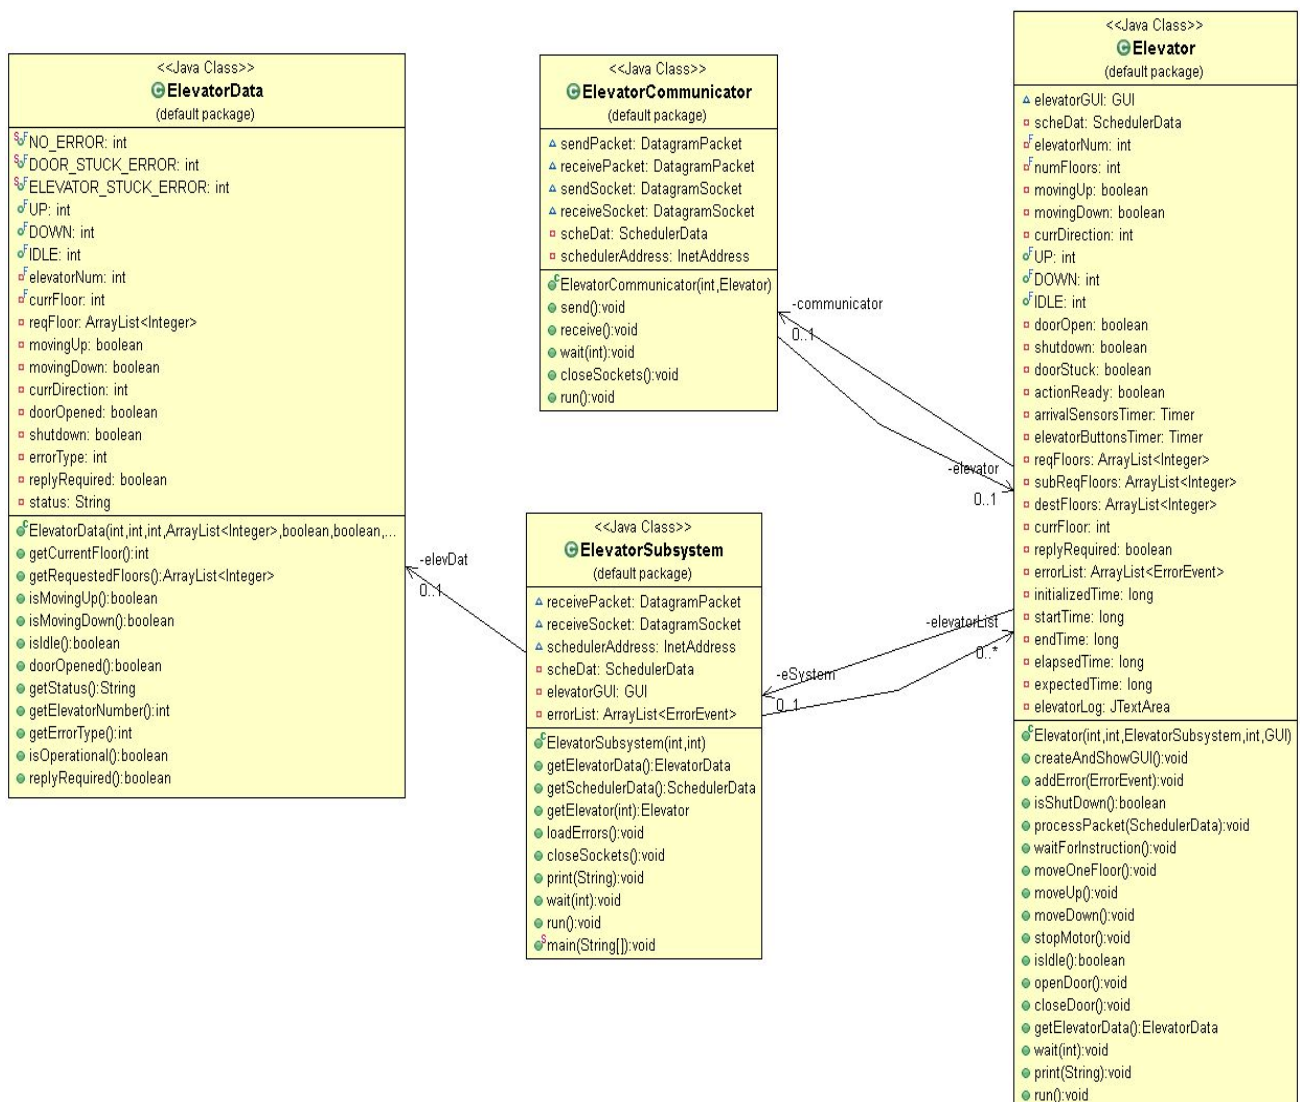 <<Java Class>>
ElevatorData
(default package)
NO_ERROR: int
DOOR_STUCK_ERROR: int
ELEVATOR_STUCK_ERROR: int
UP: int
DOWN: int
IDLE: int
elevatorNum: int
currFloor: int
reqFloor: ArrayList<Integer>
movingUp: boolean
movingDown: boolean
currDirection: int
doorOpened: boolean
shutdown: boolean
errorType: int
replyRequired: boolean
status: String
ElevatorData(int,int,int,ArrayList<Integer>,boolean,boolean,...
getCurrentFloor():int
getRequestedFloors():ArrayList<Integer>
isMovingUp():boolean
isMovingDown():boolean
isIdle():boolean
doorOpened():boolean
getStatus():String
getElevatorNumber():int
getErrorType():int
isOperational():boolean
replyRequired():boolean
-elevDat
0..1
<<Java Class>>
ElevatorCommunicator
(default package)
sendPacket: DatagramPacket
receivePacket: DatagramPacket
sendSocket: DatagramSocket
receiveSocket: DatagramSocket
scheDat: SchedulerData
schedulerAddress: InetAddress
ElevatorCommunicator(int,Elevator)
send():void
receive():void
wait(int):void
closeSockets():void
run():void
-communicator
0..1
-elevator
0..1
<<Java Class>>
ElevatorSubsystem
(default package)
receivePacket: DatagramPacket
receiveSocket: DatagramSocket
schedulerAddress: InetAddress
scheDat: SchedulerData
elevatorGUI: GUI
errorList: ArrayList<ErrorEvent>
ElevatorSubsystem(int,int)
getElevatorData():ElevatorData
getSchedulerData():SchedulerData
getElevator(int):Elevator
loadErrors():void
closeSockets():void
print(String):void
wait(int):void
run():void
main(String[]):void
-elevatorList
0..*
-eSystem
0..1
<<Java Class>>
Elevator
(default package)
elevatorGUI: GUI
scheDat: SchedulerData
elevatorNum: int
numFloors: int
movingUp: boolean
movingDown: boolean
currDirection: int
UP: int
DOWN: int
IDLE: int
doorOpen: boolean
shutdown: boolean
doorStuck: boolean
actionReady: boolean
arrivalSensorsTimer: Timer
elevatorButtonsTimer: Timer
reqFloors: ArrayList<Integer>
subReqFloors: ArrayList<Integer>
destFloors: ArrayList<Integer>
currFloor: int
replyRequired: boolean
errorList: ArrayList<ErrorEvent>
initializedTime: long
startTime: long
endTime: long
elapsedTime: long
expectedTime: long
elevatorLog: JTextArea
Elevator(int,int,ElevatorSubsystem,int,GUI)
createAndShowGUI():void
addError(ErrorEvent):void
isShutDown():boolean
processPacket(SchedulerData):void
waitForInstruction():void
moveOneFloor():void
moveUp():void
moveDown():void
stopMotor():void
isIdle():boolean
openDoor():void
closeDoor():void
getElevatorData():ElevatorData
wait(int):void
print(String):void
run():void